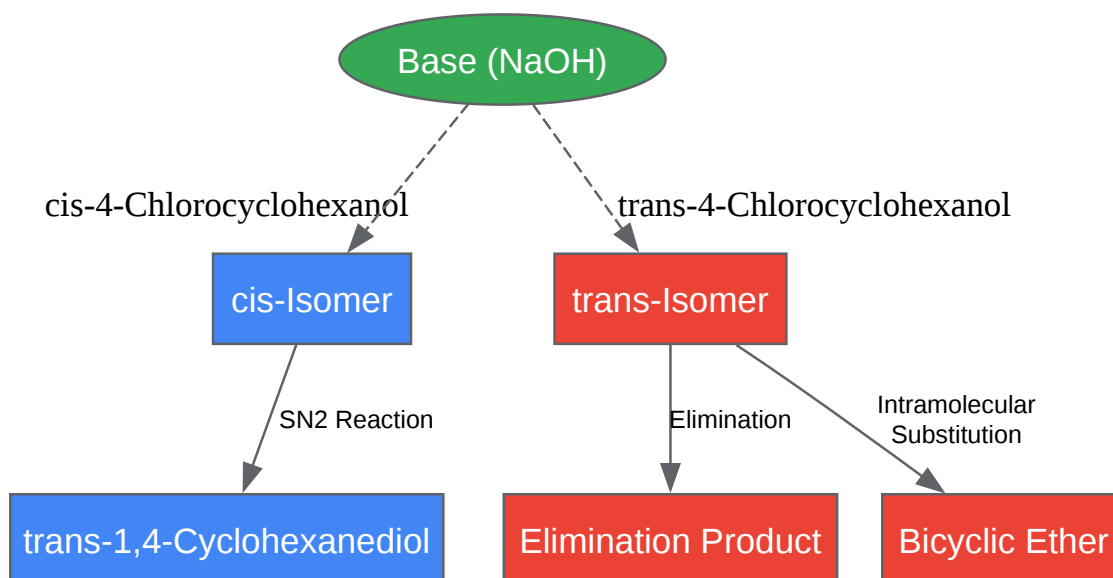 Base (NaOH)
cis-4-Chlorocyclohexanol
trans-4-Chlorocyclohexanol
cis-Isomer
trans-Isomer
SN2 Reaction
Elimination
Intramolecular
Substitution
trans-1,4-Cyclohexanediol
Elimination Product
Bicyclic Ether